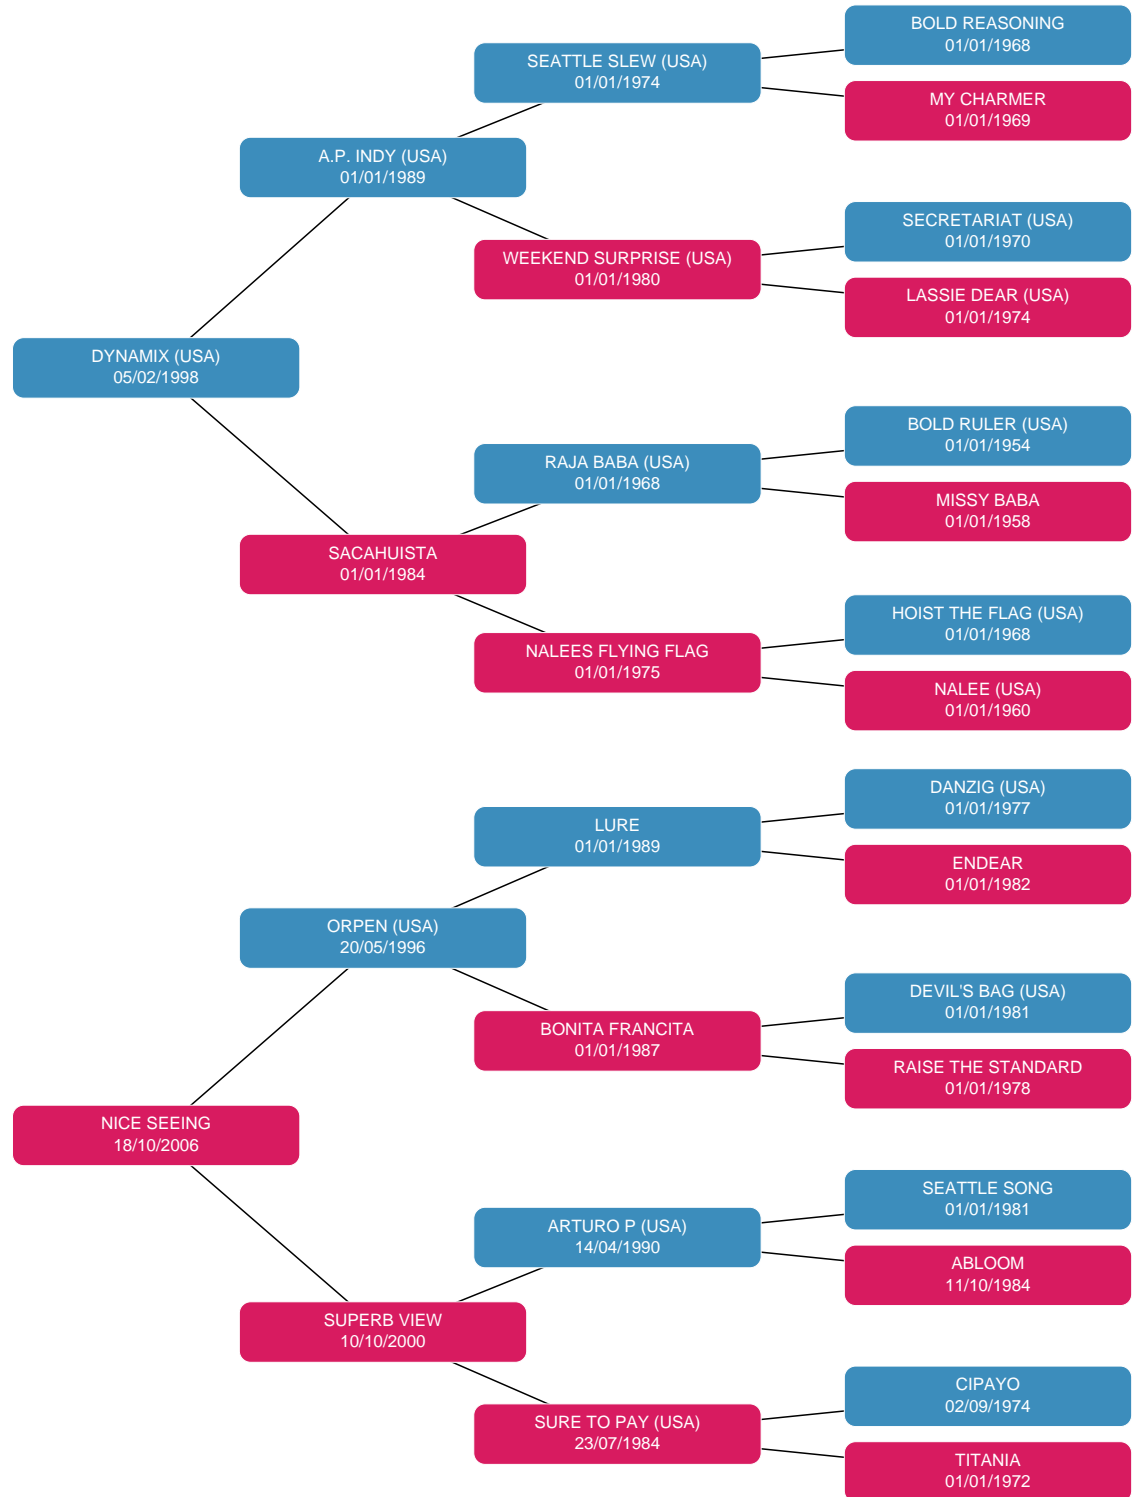 BOLD REASONING
01/01/1968
SEATTLE SLEW (USA)
01/01/1974
MY CHARMER
01/01/1969
A.P. INDY (USA)
01/01/1989
SECRETARIAT (USA)
01/01/1970
WEEKEND SURPRISE (USA)
01/01/1980
LASSIE DEAR (USA)
01/01/1974
DYNAMIX (USA)
05/02/1998
BOLD RULER (USA)
01/01/1954
RAJA BABA (USA)
01/01/1968
MISSY BABA
01/01/1958
SACAHUISTA
01/01/1984
HOIST THE FLAG (USA)
01/01/1968
NALEES FLYING FLAG
01/01/1975
NALEE (USA)
01/01/1960
DANZIG (USA)
01/01/1977
LURE
01/01/1989
ENDEAR
01/01/1982
ORPEN (USA)
20/05/1996
DEVIL'S BAG (USA)
01/01/1981
BONITA FRANCITA
01/01/1987
RAISE THE STANDARD
01/01/1978
NICE SEEING
18/10/2006
SEATTLE SONG
01/01/1981
ARTURO P (USA)
14/04/1990
ABLOOM
11/10/1984
SUPERB VIEW
10/10/2000
CIPAYO
02/09/1974
SURE TO PAY (USA)
23/07/1984
TITANIA
01/01/1972